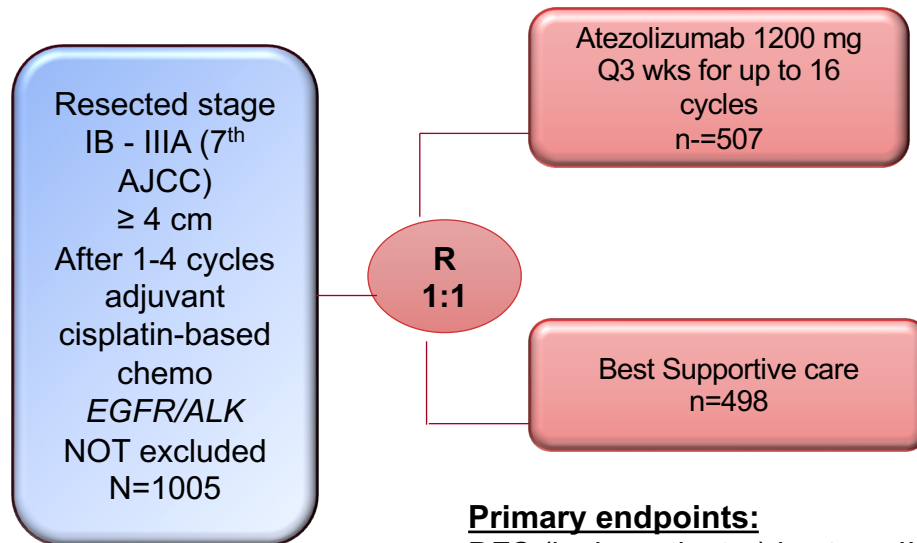 Resected stage
IB - IIIA (7th
AJCC)
≥ 4 cm
After 1-4 cycles
adjuvant
cisplatin-based
chemo
EGFR/ALK
NOT excluded
N=1005
R
1:1
Atezolizumab 1200 mg
Q3 wks for up to 16
cycles
n-=507
Best Supportive care
n=498
Primary endpoints: